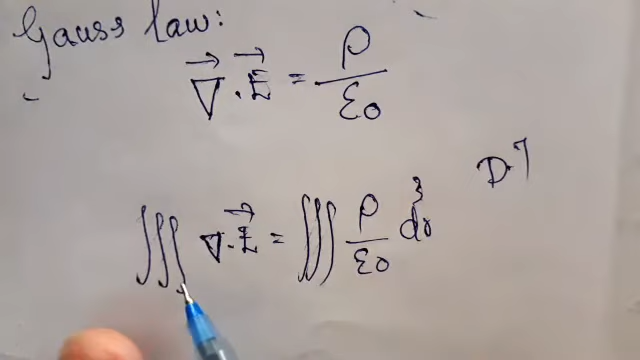 Gauss law:
∇⃗.E⃗ = ρ/ε₀
∭ ∇.E⃗ = ∭ ρ/ε₀ d³r